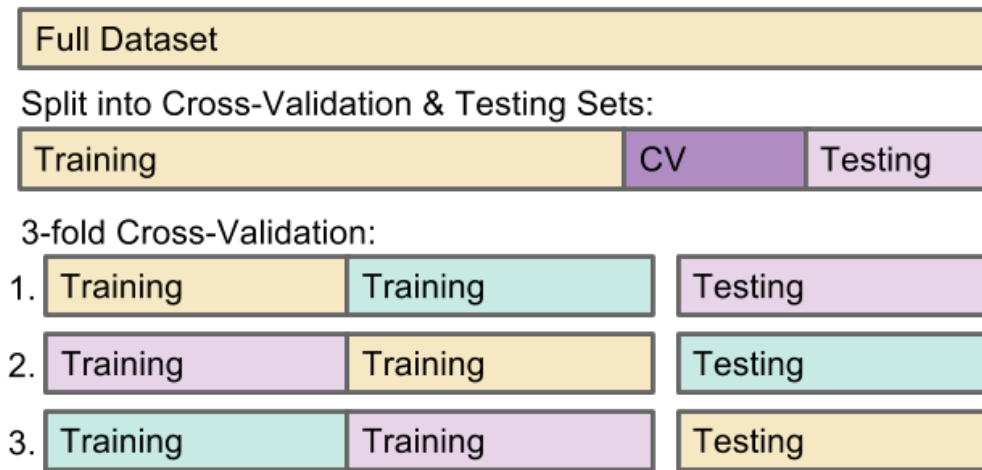 Full Dataset
Split into Cross-Validation & Testing Sets:
Training CV Testing
3-fold Cross-Validation:
1. Training Training Testing
2. Training Training Testing
3. Training Training Testing